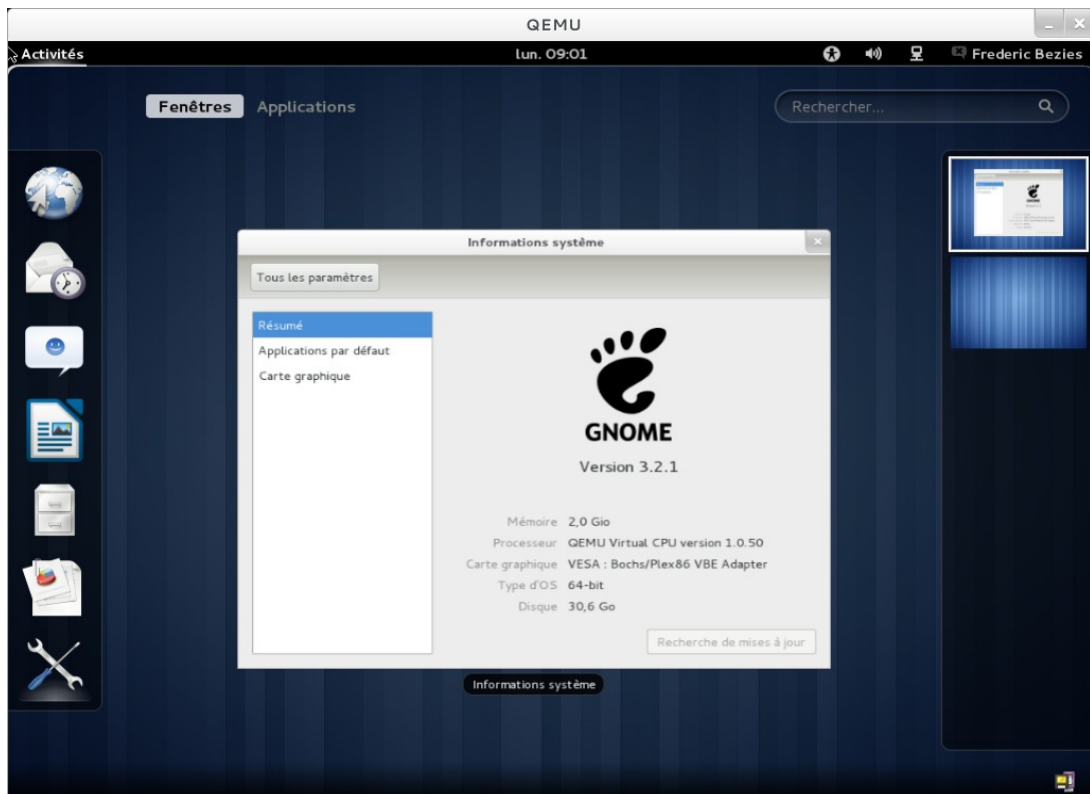 QEMU
Activités
lun. 09:01
Frederic Bezies
Fenêtres Applications
Rechercher...
Informations système
Tous les paramètres
Résumé
Applications par défaut
Carte graphique
GNOME
Version 3.2.1
Mémoire 2,0 Gio
Processeur QEMU Virtual CPU version 1.0.50
Carte graphique VESA : Bochs/Plex86 VBE Adapter
Type d'OS 64-bit
Disque 30,6 Go
Recherche de mises à jour
Informations système